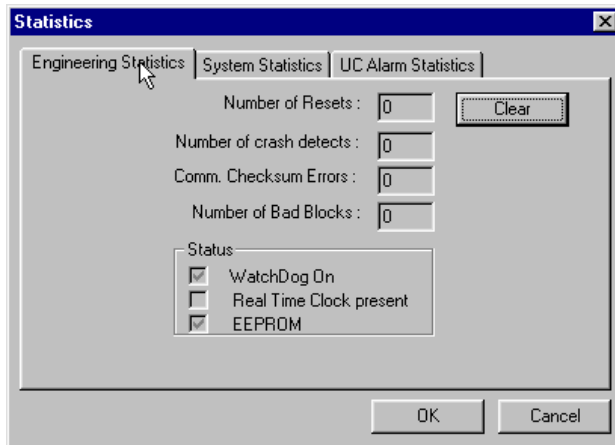 Statistics
Engineering Statistics System Statistics UC Alarm Statistics
Number of Resets : 0 Clear
Number of crash detects : 0
Comm. Checksum Errors : 0
Number of Bad Blocks : 0
Status
WatchDog On
Real Time Clock present
EEPROM
OK Cancel